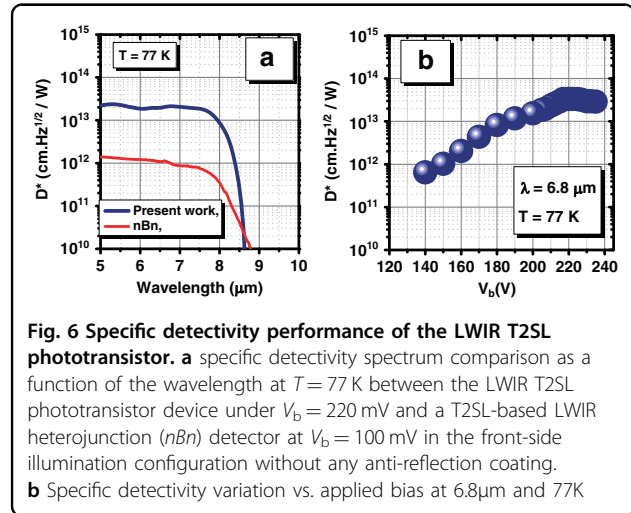 10¹⁵
10¹⁴
10¹³
10¹²
10¹¹
10¹⁰
D* (cm.Hz^1/2 / W)
T = 77 K
a
Present work,
nBn,
5 6 7 8 9 10
Wavelength (μm)
10¹⁵
10¹⁴
10¹³
10¹²
10¹¹
10¹⁰
D* (cm.Hz^1/2 / W)
b
λ = 6.8 μm
T = 77 K
120 140 160 180 200 220 240
V_b(V)
Fig. 6 Specific detectivity performance of the LWIR T2SL
phototransistor. a specific detectivity spectrum comparison as a
function of the wavelength at T = 77 K between the LWIR T2SL
phototransistor device under V_b = 220 mV and a T2SL-based LWIR
heterojunction (nBn) detector at V_b = 100 mV in the front-side
illumination configuration without any anti-reflection coating.
b Specific detectivity variation vs. applied bias at 6.8μm and 77K